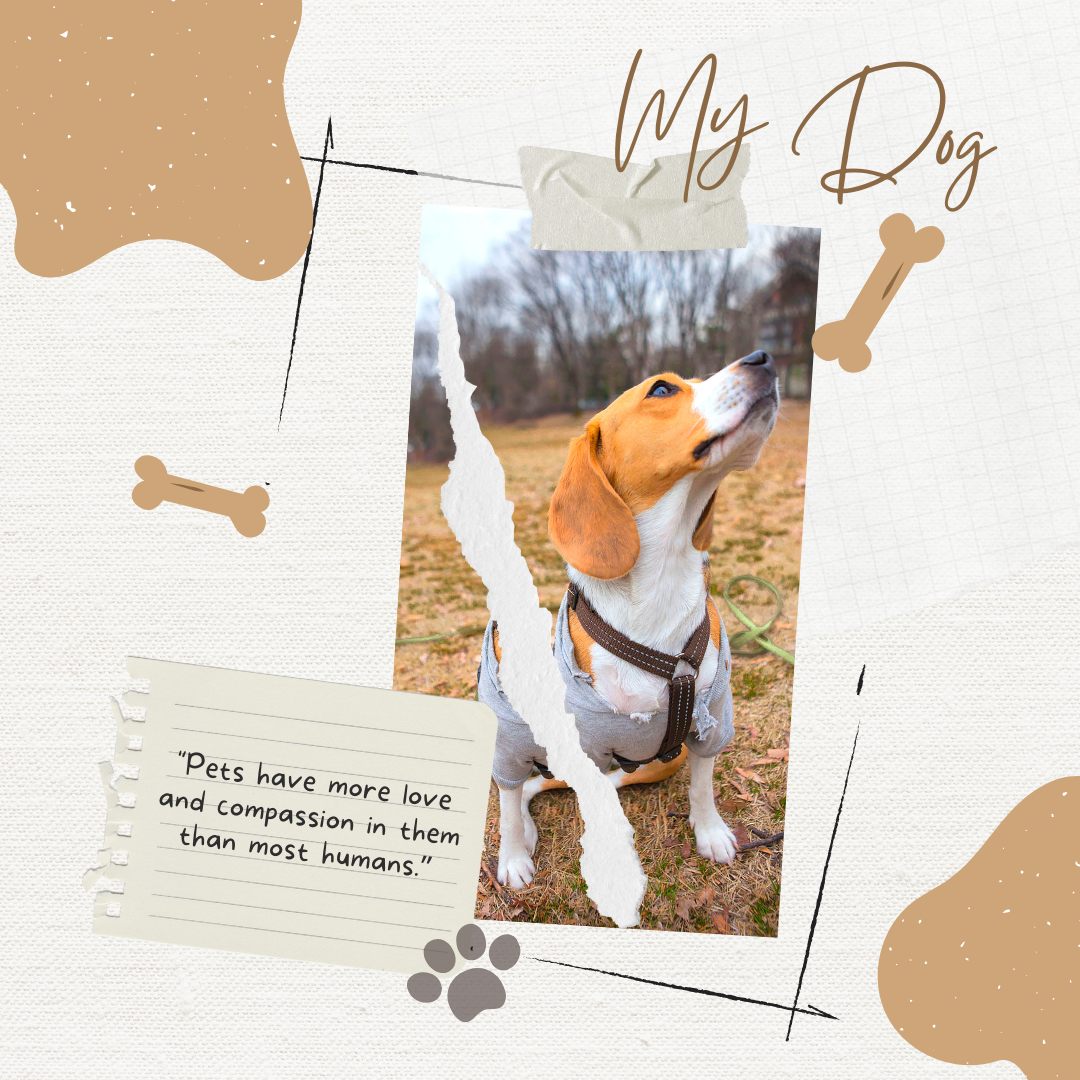 My Dog
"Pets have more love
and compassion in them
than most humans."